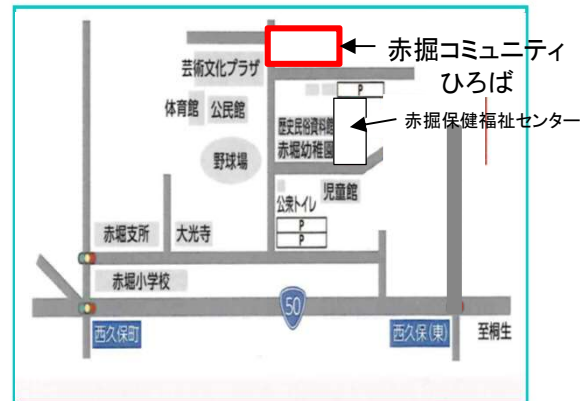 赤掘コミュニティ
ひろば
芸術文化プラザ
P
体育館
公民館
歴史民俗資料館
赤堀幼稚園
赤掘保健福祉センター
野球場
児童館
公衆トイレ
P
P
赤堀支所
大光寺
赤堀小学校
50
西久保町
西久保(東)
至桐生